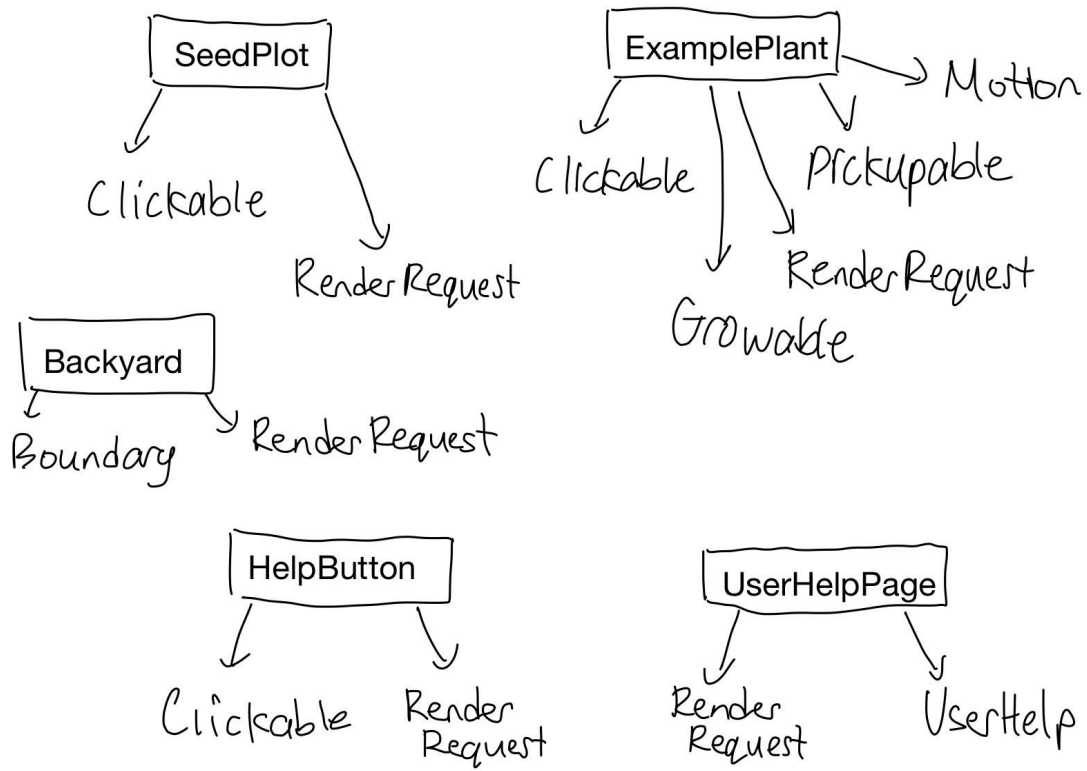 SeedPlot
Clickable
RenderRequest
ExamplePlant
Motion
Clickable
Pickupable
RenderRequest
Growable
Backyard
Boundary
RenderRequest
HelpButton
Clickable
Render
Request
UserHelpPage
Render
Request
UserHelp